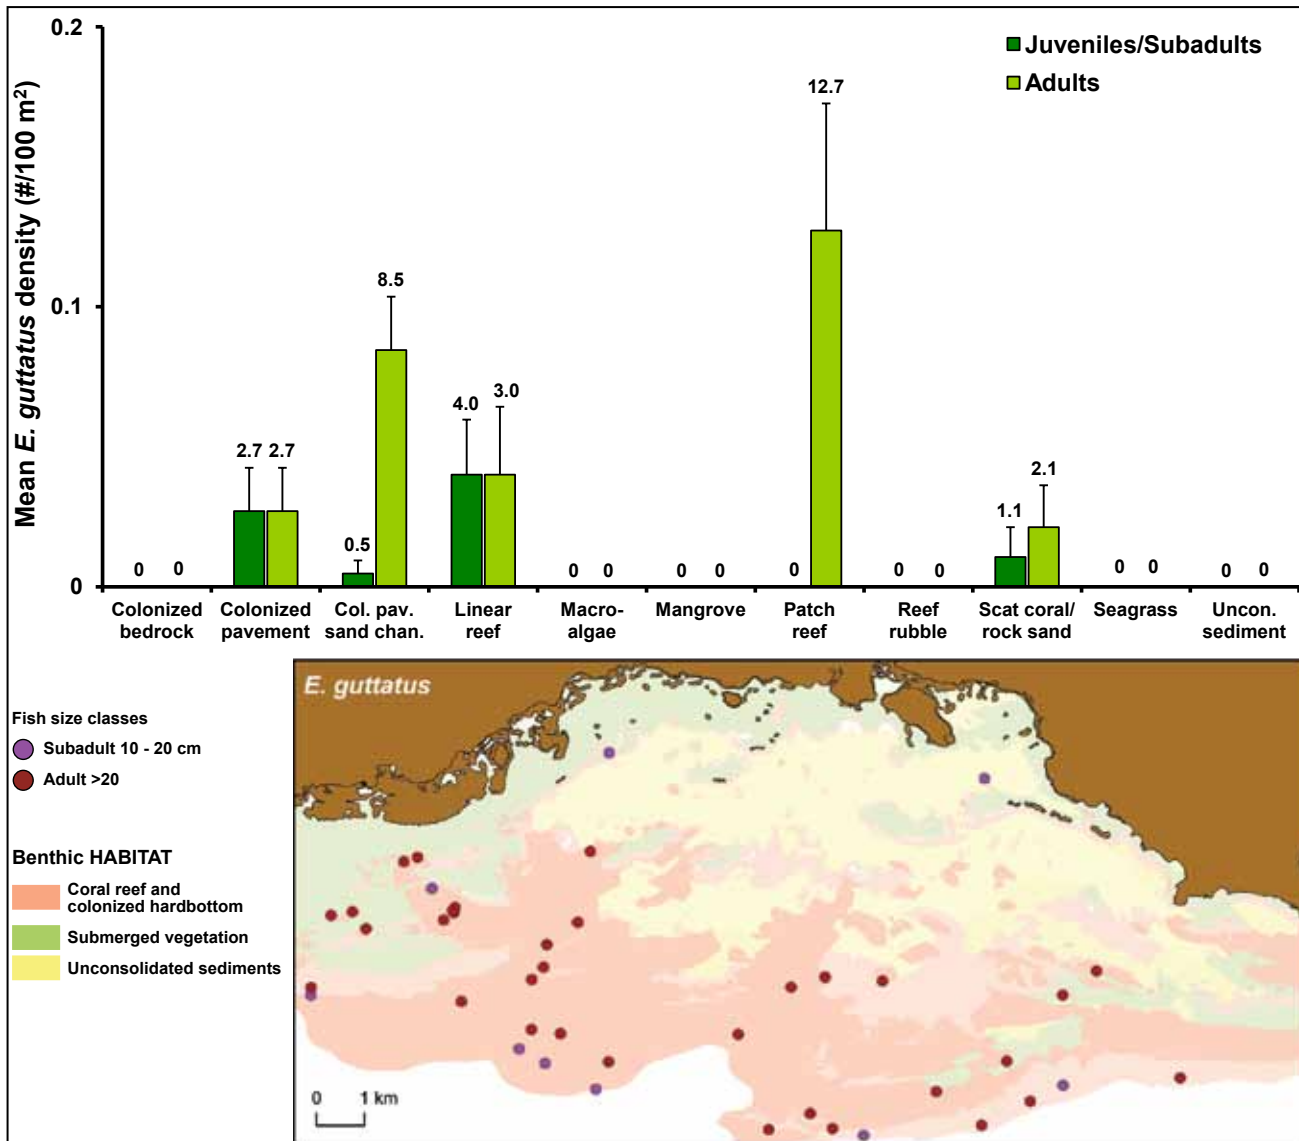 0.2
Juveniles/Subadults
Adults
12.7
Mean E. guttatus density (#/100 m²)
8.5
0.1
4.0
3.0
2.7
2.7
2.1
1.1
0.5
0 0 0 0 0 0 0 0 0 0 0 0 0 0
0
Colonized bedrock
Colonized pavement
Col. pav. sand chan.
Linear reef
Macro-algae
Mangrove
Patch reef
Reef rubble
Scat coral/ rock sand
Seagrass
Uncon. sediment
E. guttatus
Fish size classes
Subadult 10 - 20 cm
Adult >20
Benthic HABITAT
Coral reef and
colonized hardbottom
Submerged vegetation
Unconsolidated sediments
0 1 km